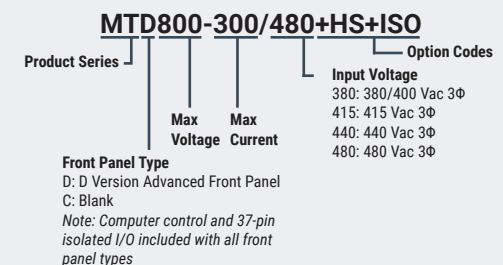 MTD800-300/480+HS+ISO
Product Series
Option Codes
Input Voltage
380: 380/400 Vac 3Φ
415: 415 Vac 3Φ
440: 440 Vac 3Φ
480: 480 Vac 3Φ
Max
Voltage
Max
Current
Front Panel Type
D: D Version Advanced Front Panel
C: Blank
Note: Computer control and 37-pin
isolated I/O included with all front
panel types